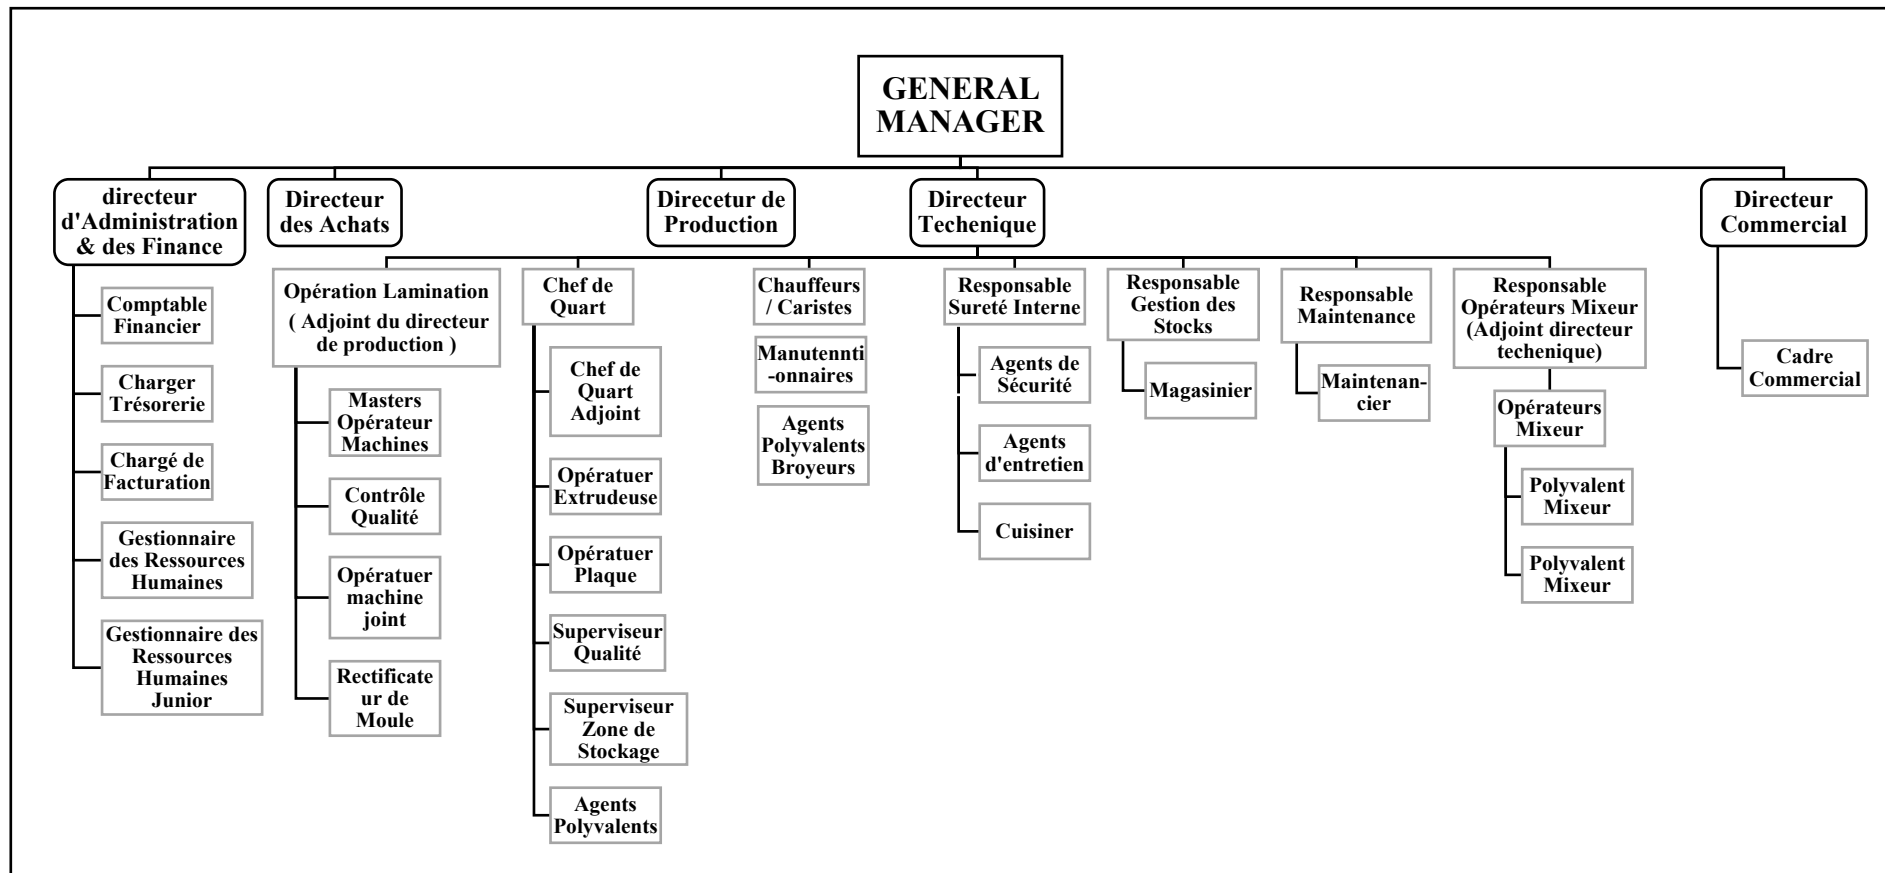 GENERAL
MANAGER
directeur
d'Administration
& des Finance
Directeur
des Achats
Direcetur de
Production
Directeur
Techenique
Directeur
Commercial
Comptable
Financier
Charger
Trésorerie
Chargé de
Facturation
Gestionnaire
des Ressources
Humaines
Gestionnaire des
Ressources
Humaines
Junior
Opération Lamination
( Adjoint du directeur
de production )
Masters
Opérateur
Machines
Contrôle
Qualité
Opératuer
machine
joint
Rectificate
ur de
Moule
Chef de
Quart
Chef de
Quart
Adjoint
Opératuer
Extrudeuse
Opératuer
Plaque
Superviseur
Qualité
Superviseur
Zone de
Stockage
Agents
Polyvalents
Chauffeurs
/ Caristes
Manutennti
-onnaires
Agents
Polyvalents
Broyeurs
Responsable
Sureté Interne
Agents de
Sécurité
Agents
d'entretien
Cuisiner
Responsable
Gestion des
Stocks
Magasinier
Responsable
Maintenance
Maintenan-
cier
Responsable
Opérateurs Mixeur
(Adjoint directeur
techenique)
Opérateurs
Mixeur
Polyvalent
Mixeur
Polyvalent
Mixeur
Cadre
Commercial